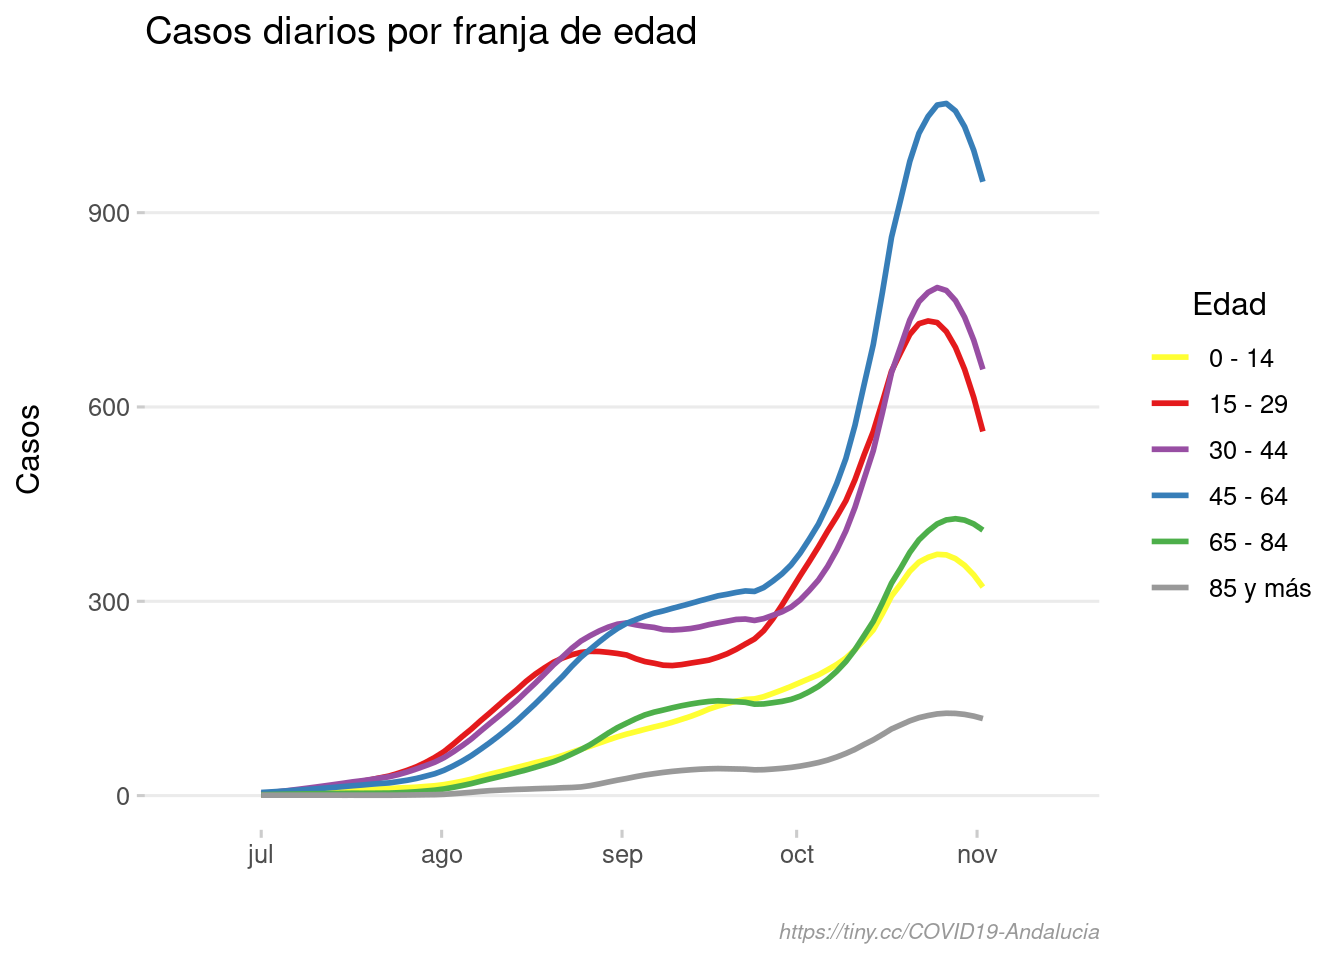 Casos diarios por franja de edad
Casos
900
600
300
0
jul
ago
sep
oct
nov
Edad
0 - 14
15 - 29
30 - 44
45 - 64
65 - 84
85 y más
https://tiny.cc/COVID19-Andalucia